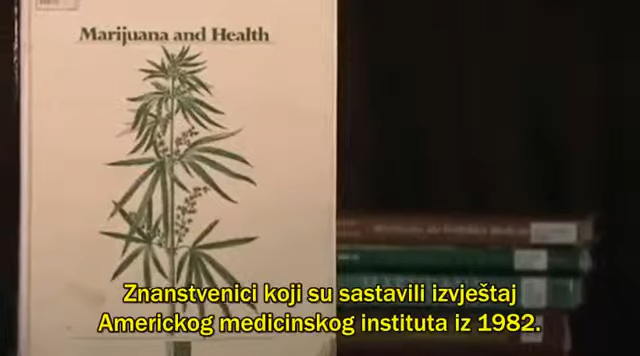 Marijuana and Health
Znanstvenici koji su sastavili izvještaj
Americkog medicinskog instituta iz 1982.